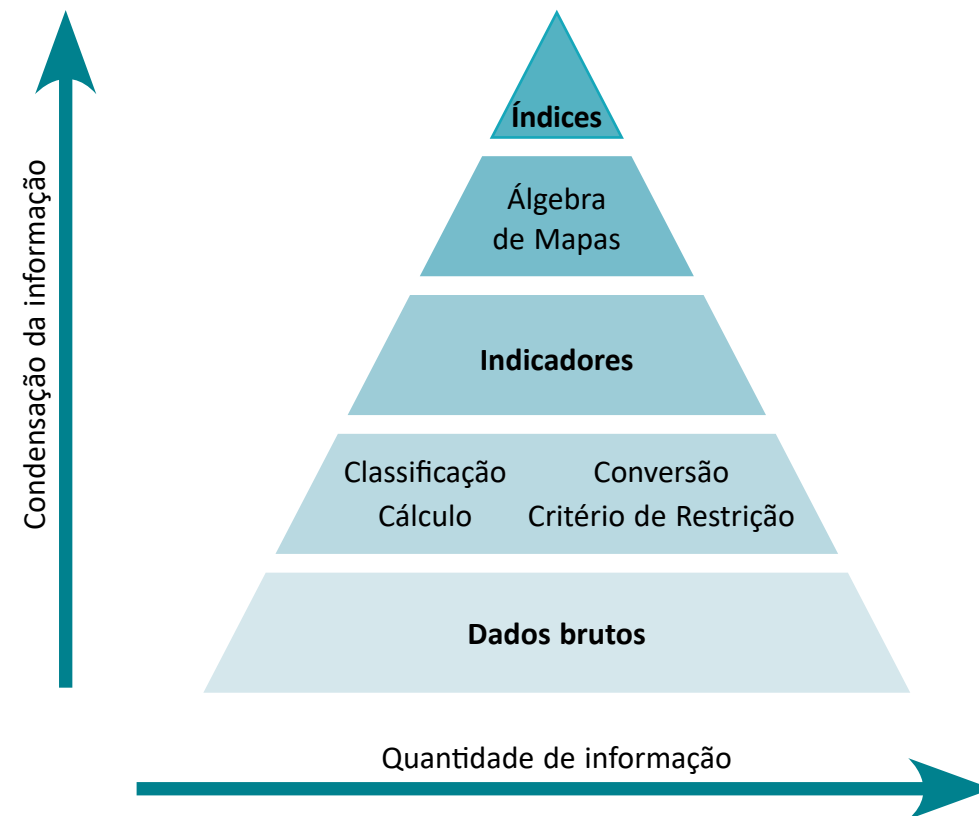 Condensação da informação
Índices
Álgebra
de Mapas
Indicadores
Classificação Conversão
Cálculo Critério de Restrição
Dados brutos
Quantidade de informação